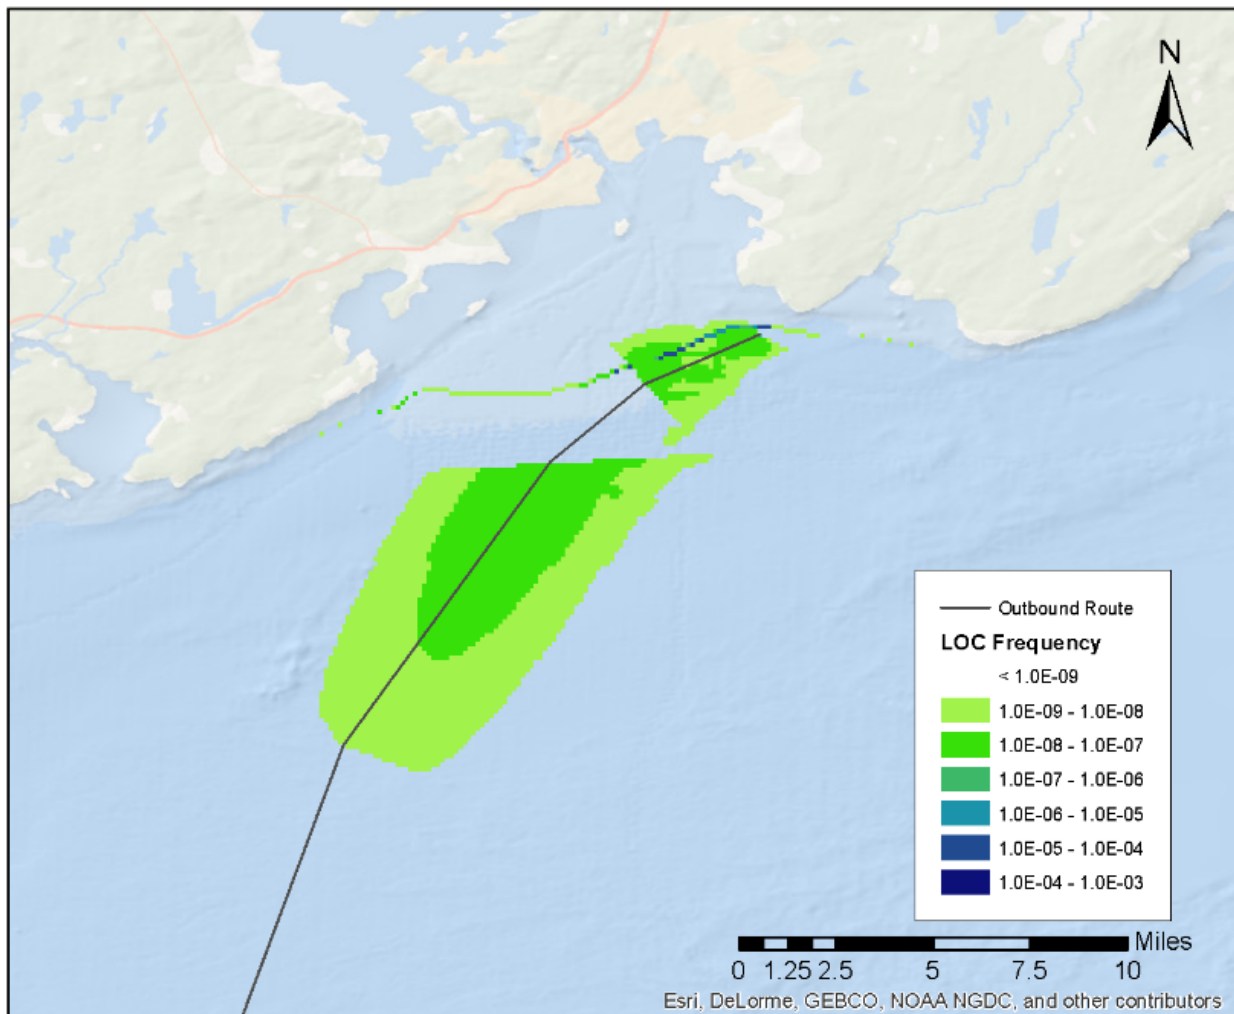 N
Outbound Route
LOC Frequency
< 1.0E-09
1.0E-09 - 1.0E-08
1.0E-08 - 1.0E-07
1.0E-07 - 1.0E-06
1.0E-06 - 1.0E-05
1.0E-05 - 1.0E-04
1.0E-04 - 1.0E-03
Miles
0 1.25 2.5 5 7.5 10
Esri, DeLorme, GEBCO, NOAA NGDC, and other contributors